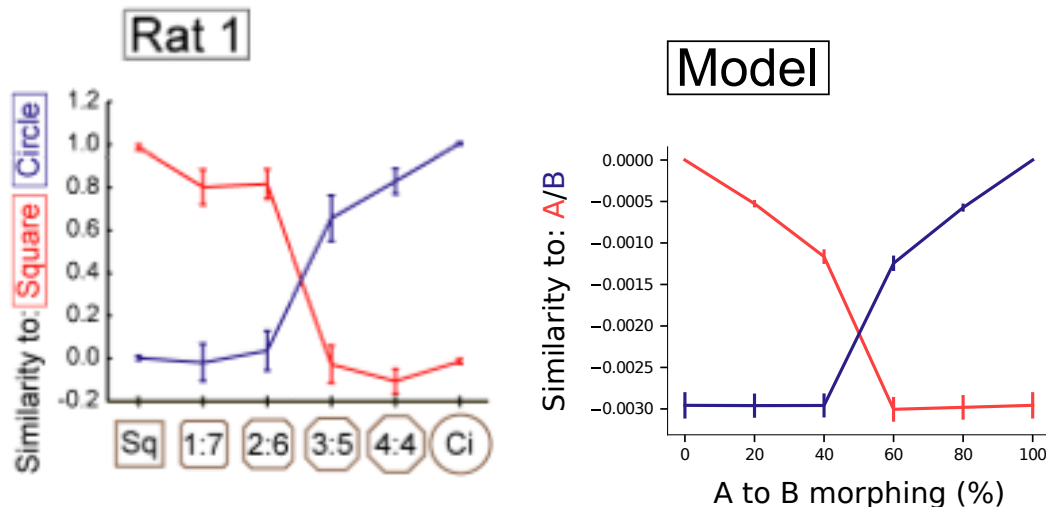 Rat 1
Similarity to: Square Circle
1.2
1.0
0.8
0.6
0.4
0.2
0.0
-0.2
Sq 1:7 2:6 3:5 4:4 Ci
Model
Similarity to: A/B
0.0000
−0.0005
−0.0010
−0.0015
−0.0020
−0.0025
−0.0030
0 20 40 60 80 100
A to B morphing (%)